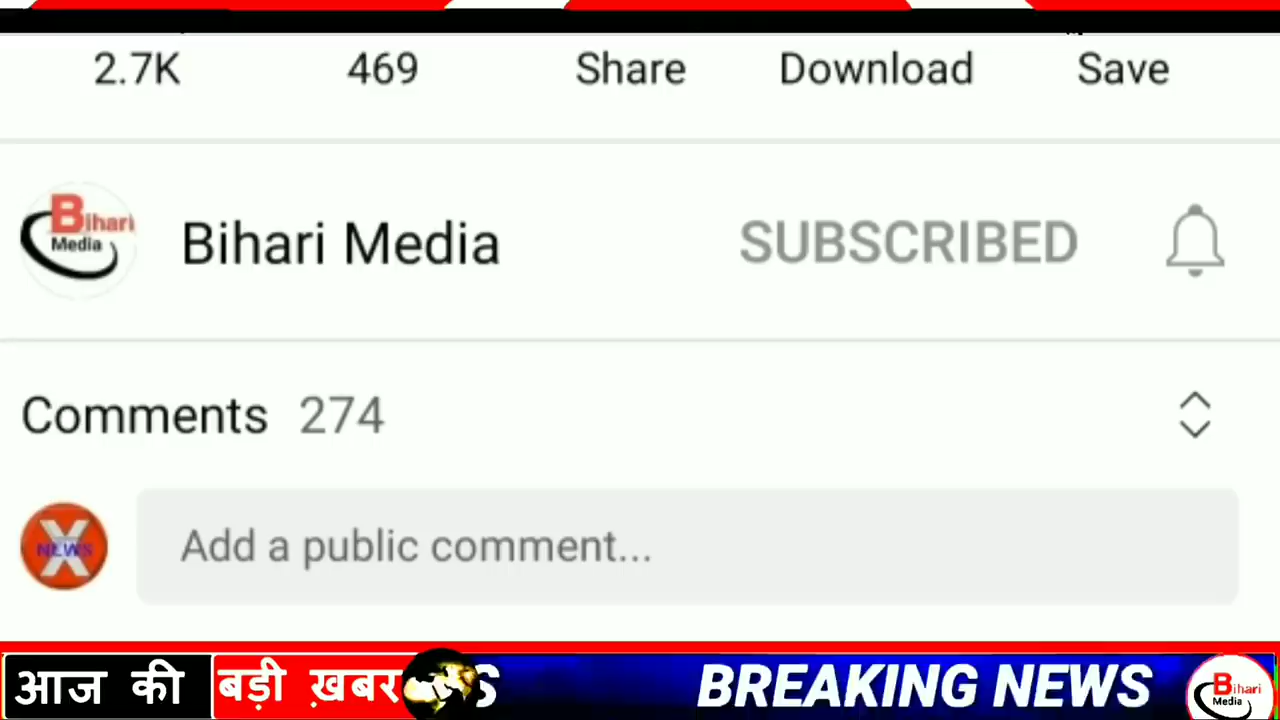 2.7K 469 Share Download Save
Bihari Media
Bihari Media SUBSCRIBED
Comments 274
X NEWS
Add a public comment...
आज की बड़ी ख़बर S BREAKING NEWS
Bihari Media